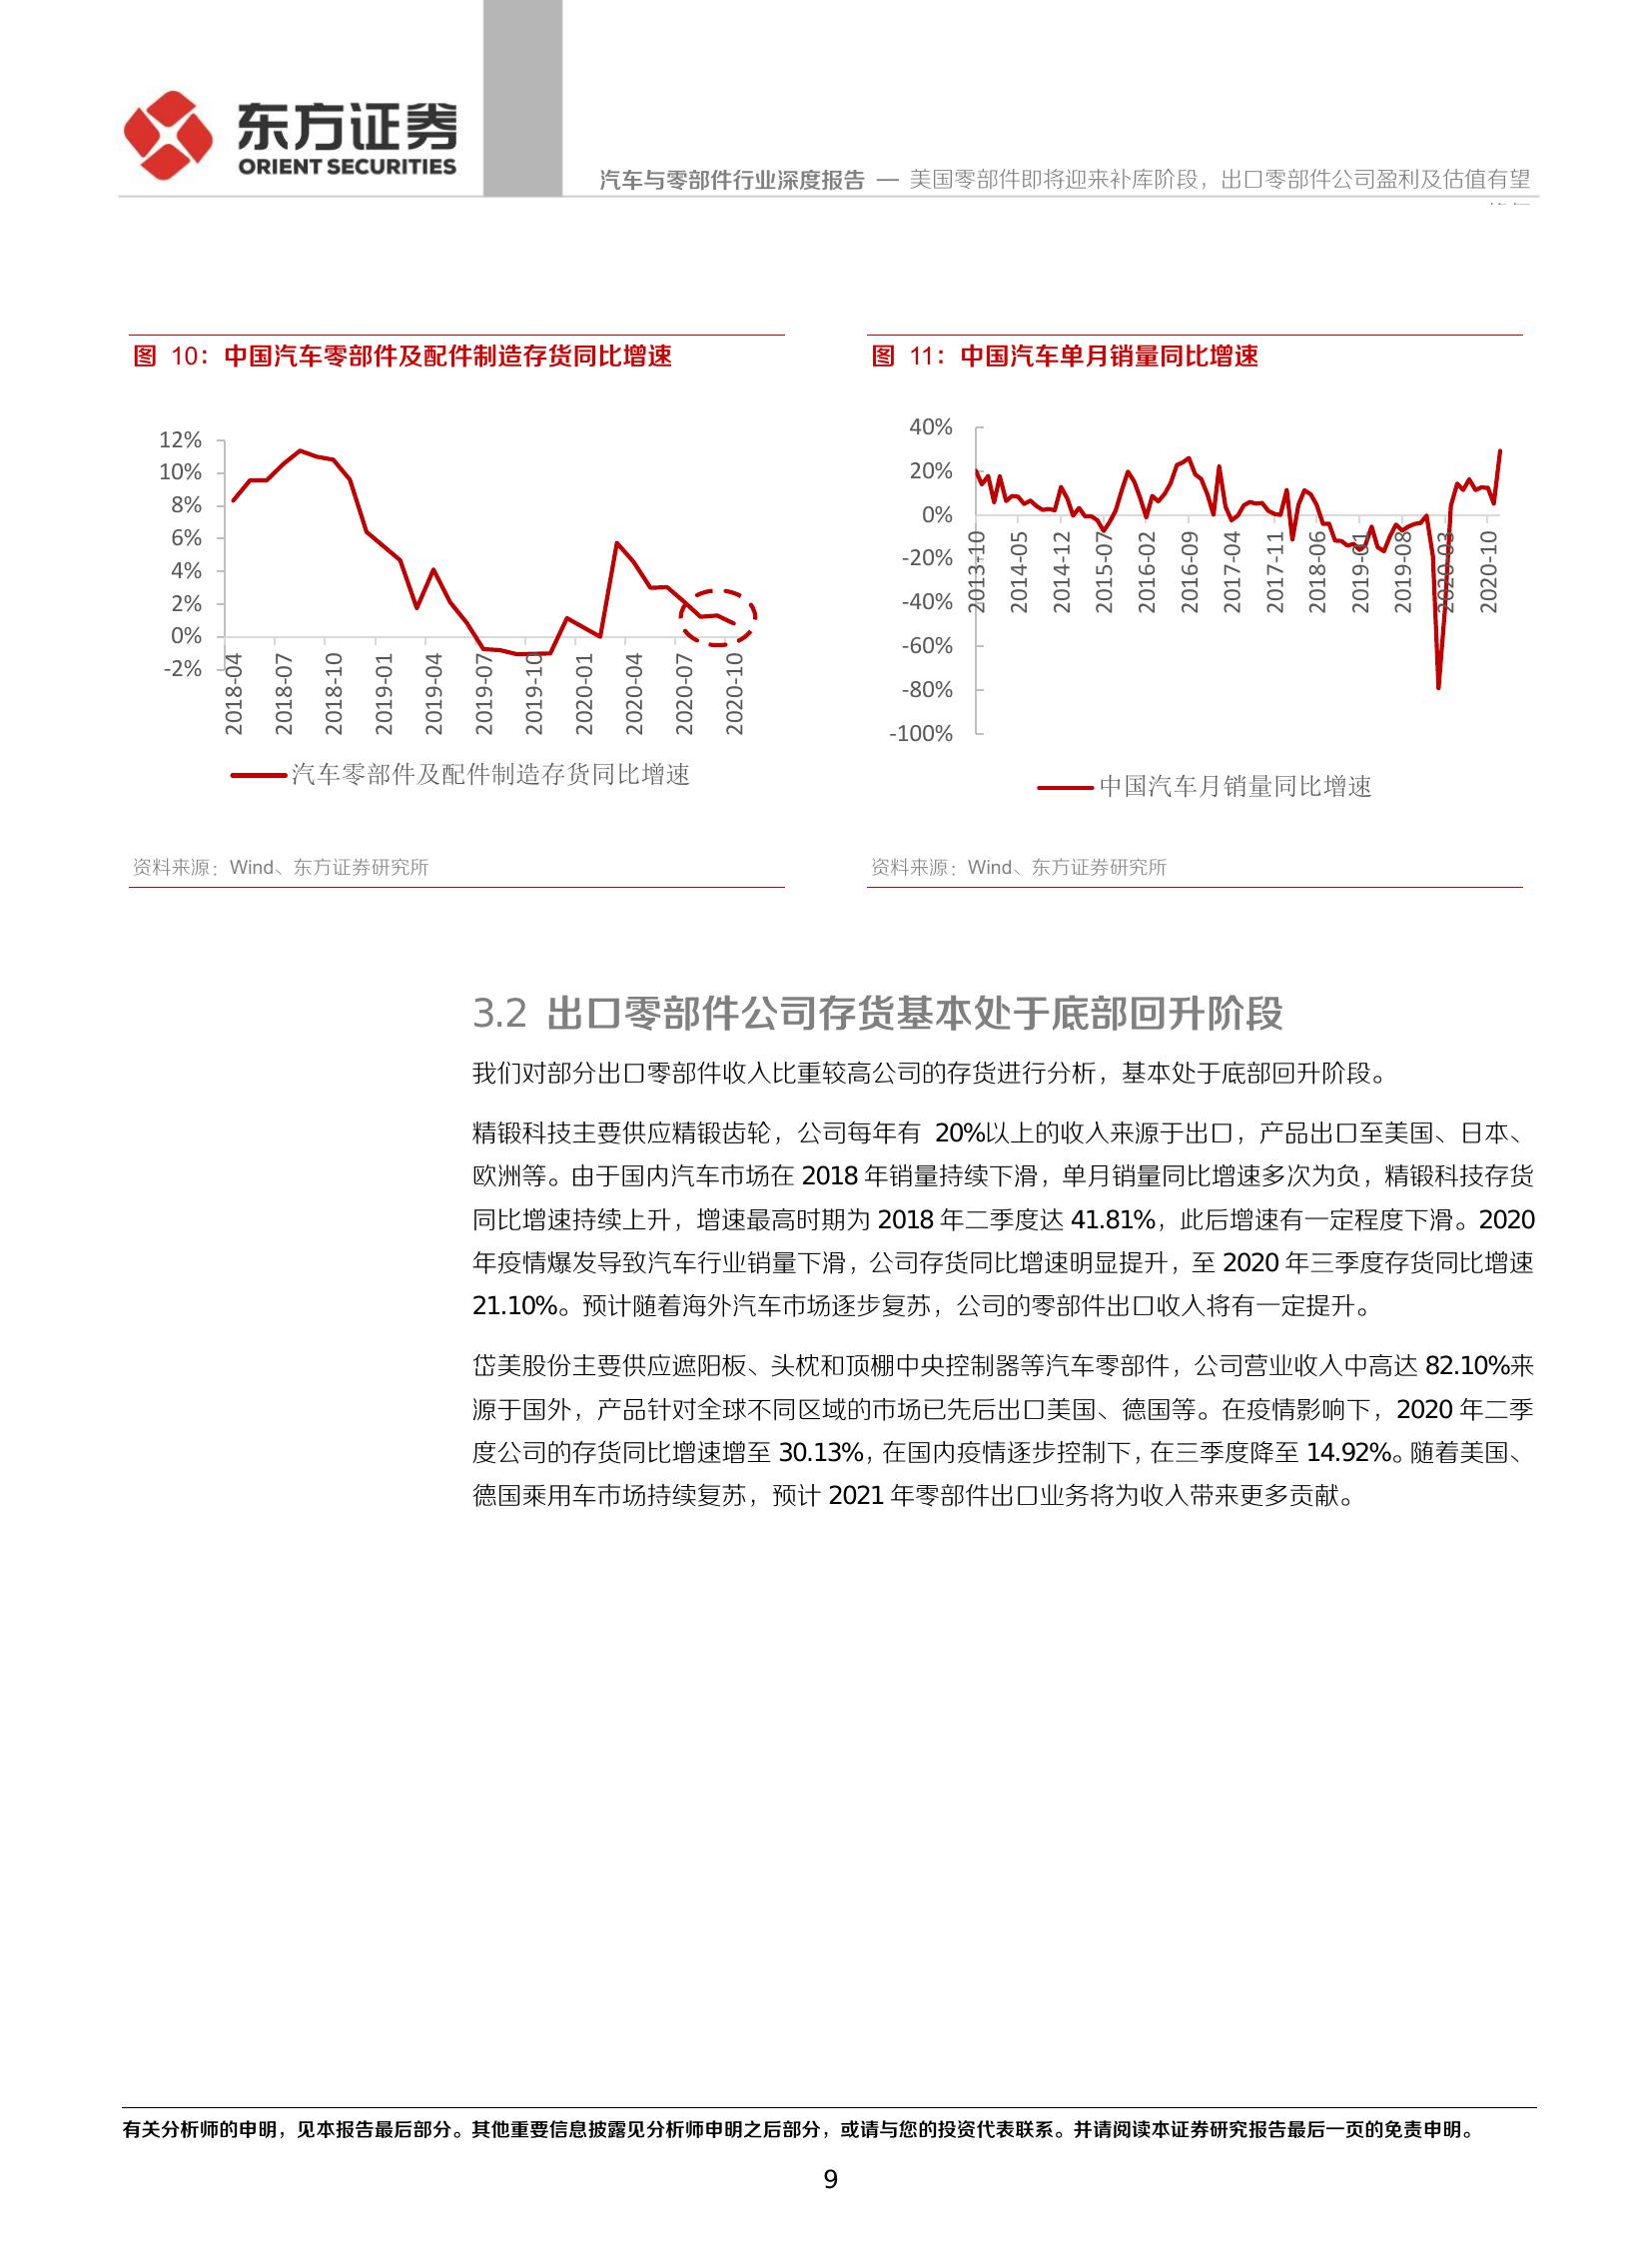 东方证券
ORIENT SECURITIES
汽车与零部件行业深度报告 — 美国零部件即将迎来补库阶段，出口零部件公司盈利及估值有望
图 10：中国汽车零部件及配件制造存货同比增速
12%
10%
8%
6%
4%
2%
0%
-2%
2018-04
2018-07
2018-10
2019-01
2019-04
2019-07
2019-10
2020-01
2020-04
2020-07
2020-10
汽车零部件及配件制造存货同比增速
资料来源：Wind、东方证券研究所
图 11：中国汽车单月销量同比增速
40%
20%
0%
-20%
-40%
-60%
-80%
-100%
2013-10
2014-05
2014-12
2015-07
2016-02
2016-09
2017-04
2017-11
2018-06
2019-01
2019-08
2020-03
2020-10
中国汽车月销量同比增速
资料来源：Wind、东方证券研究所
3.2 出口零部件公司存货基本处于底部回升阶段
我们对部分出口零部件收入比重较高公司的存货进行分析，基本处于底部回升阶段。
精锻科技主要供应精锻齿轮，公司每年有 20%以上的收入来源于出口，产品出口至美国、日本、
欧洲等。由于国内汽车市场在 2018 年销量持续下滑，单月销量同比增速多次为负，精锻科技存货
同比增速持续上升，增速最高时期为 2018 年二季度达 41.81%，此后增速有一定程度下滑。2020
年疫情爆发导致汽车行业销量下滑，公司存货同比增速明显提升，至 2020 年三季度存货同比增速
21.10%。预计随着海外汽车市场逐步复苏，公司的零部件出口收入将有一定提升。
岱美股份主要供应遮阳板、头枕和顶棚中央控制器等汽车零部件，公司营业收入中高达 82.10%来
源于国外，产品针对全球不同区域的市场已先后出口美国、德国等。在疫情影响下，2020 年二季
度公司的存货同比增速增至 30.13%，在国内疫情逐步控制下，在三季度降至 14.92%。随着美国、
德国乘用车市场持续复苏，预计 2021 年零部件出口业务将为收入带来更多贡献。
有关分析师的申明，见本报告最后部分。其他重要信息披露见分析师申明之后部分，或请与您的投资代表联系。并请阅读本证券研究报告最后一页的免责申明。
9